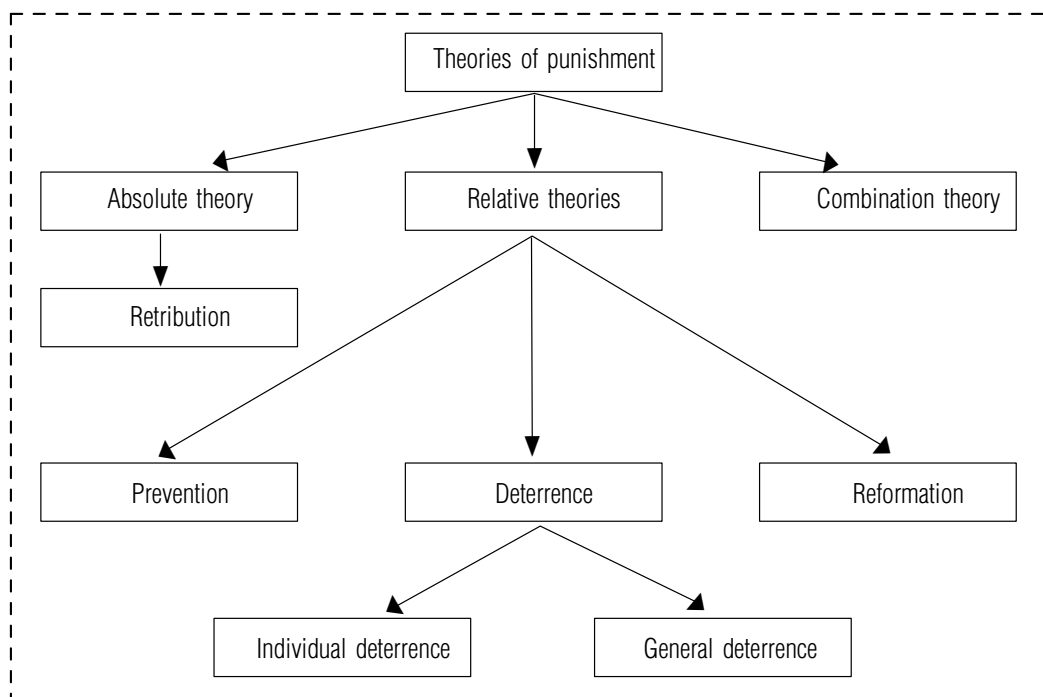 Theories of punishment
Absolute theory
Relative theories
Combination theory
Retribution
Prevention
Deterrence
Reformation
Individual deterrence
General deterrence